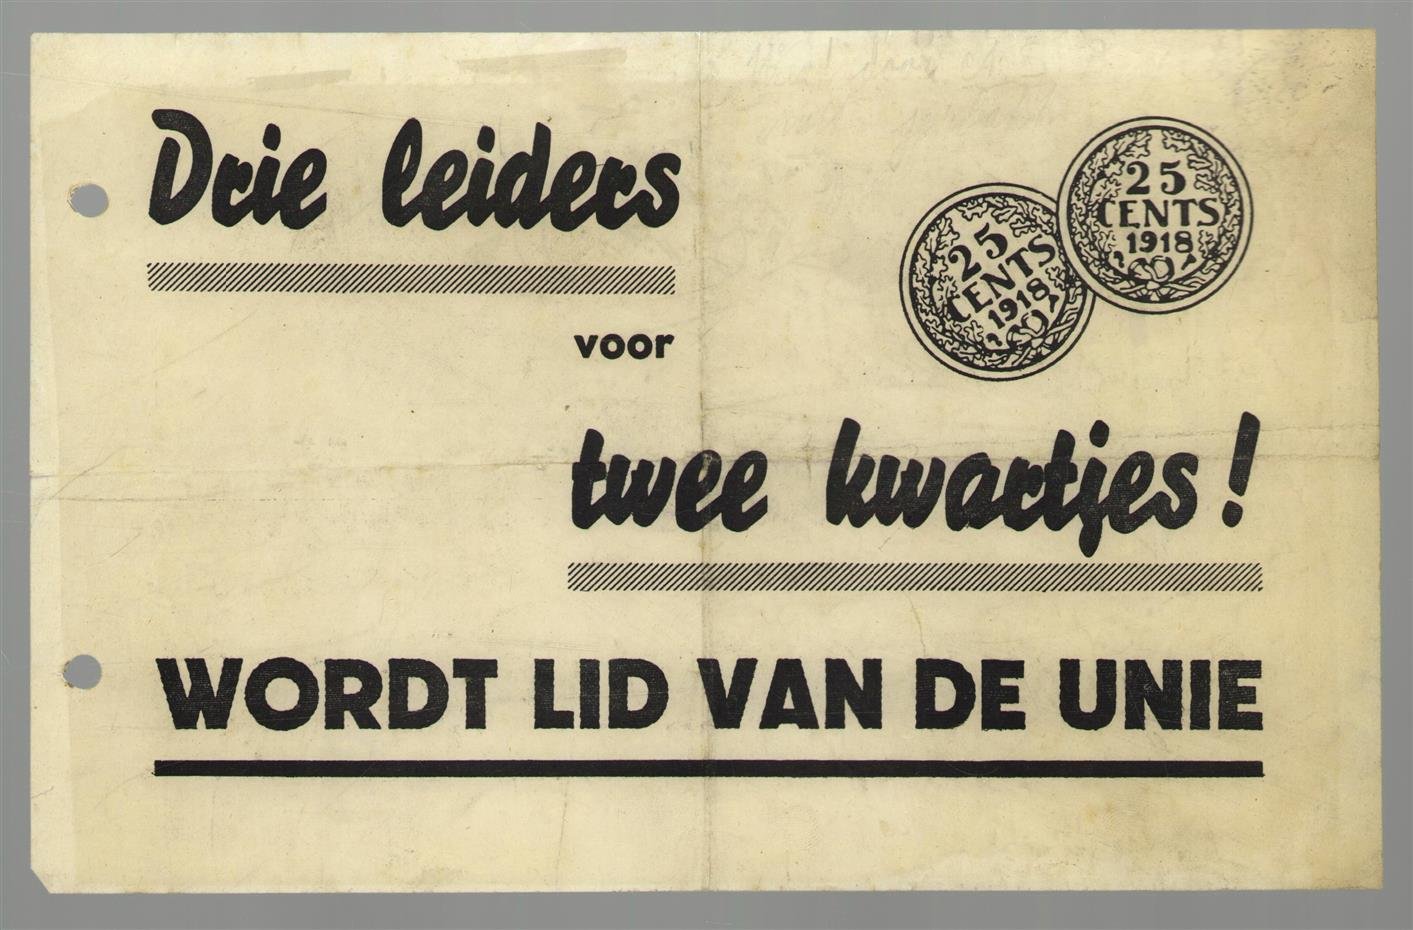 Drie leiders
voor
twee kwartjes!
25
CENTS
1918
25
CENTS
1918
WORDT LID VAN DE UNIE